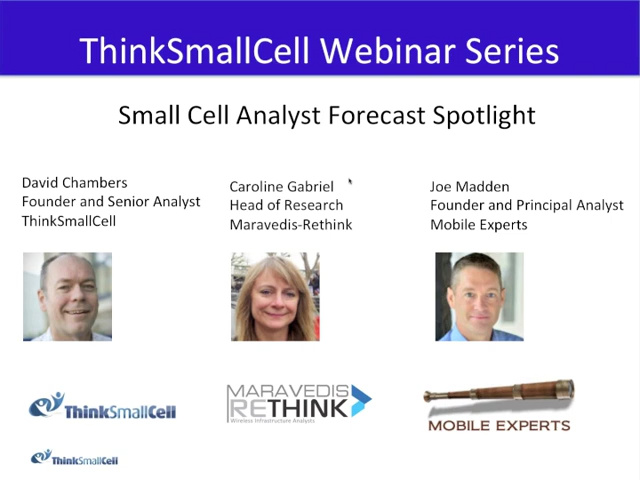 ThinkSmallCell Webinar Series
Small Cell Analyst Forecast Spotlight
David Chambers
Founder and Senior Analyst
ThinkSmallCell
Caroline Gabriel
Head of Research
Maravedis-Rethink
Joe Madden
Founder and Principal Analyst
Mobile Experts
ThinkSmallCell
MARAVEDIS
RETHINK
Wireless Infrastructure Analysts
MOBILE EXPERTS
ThinkSmallCell